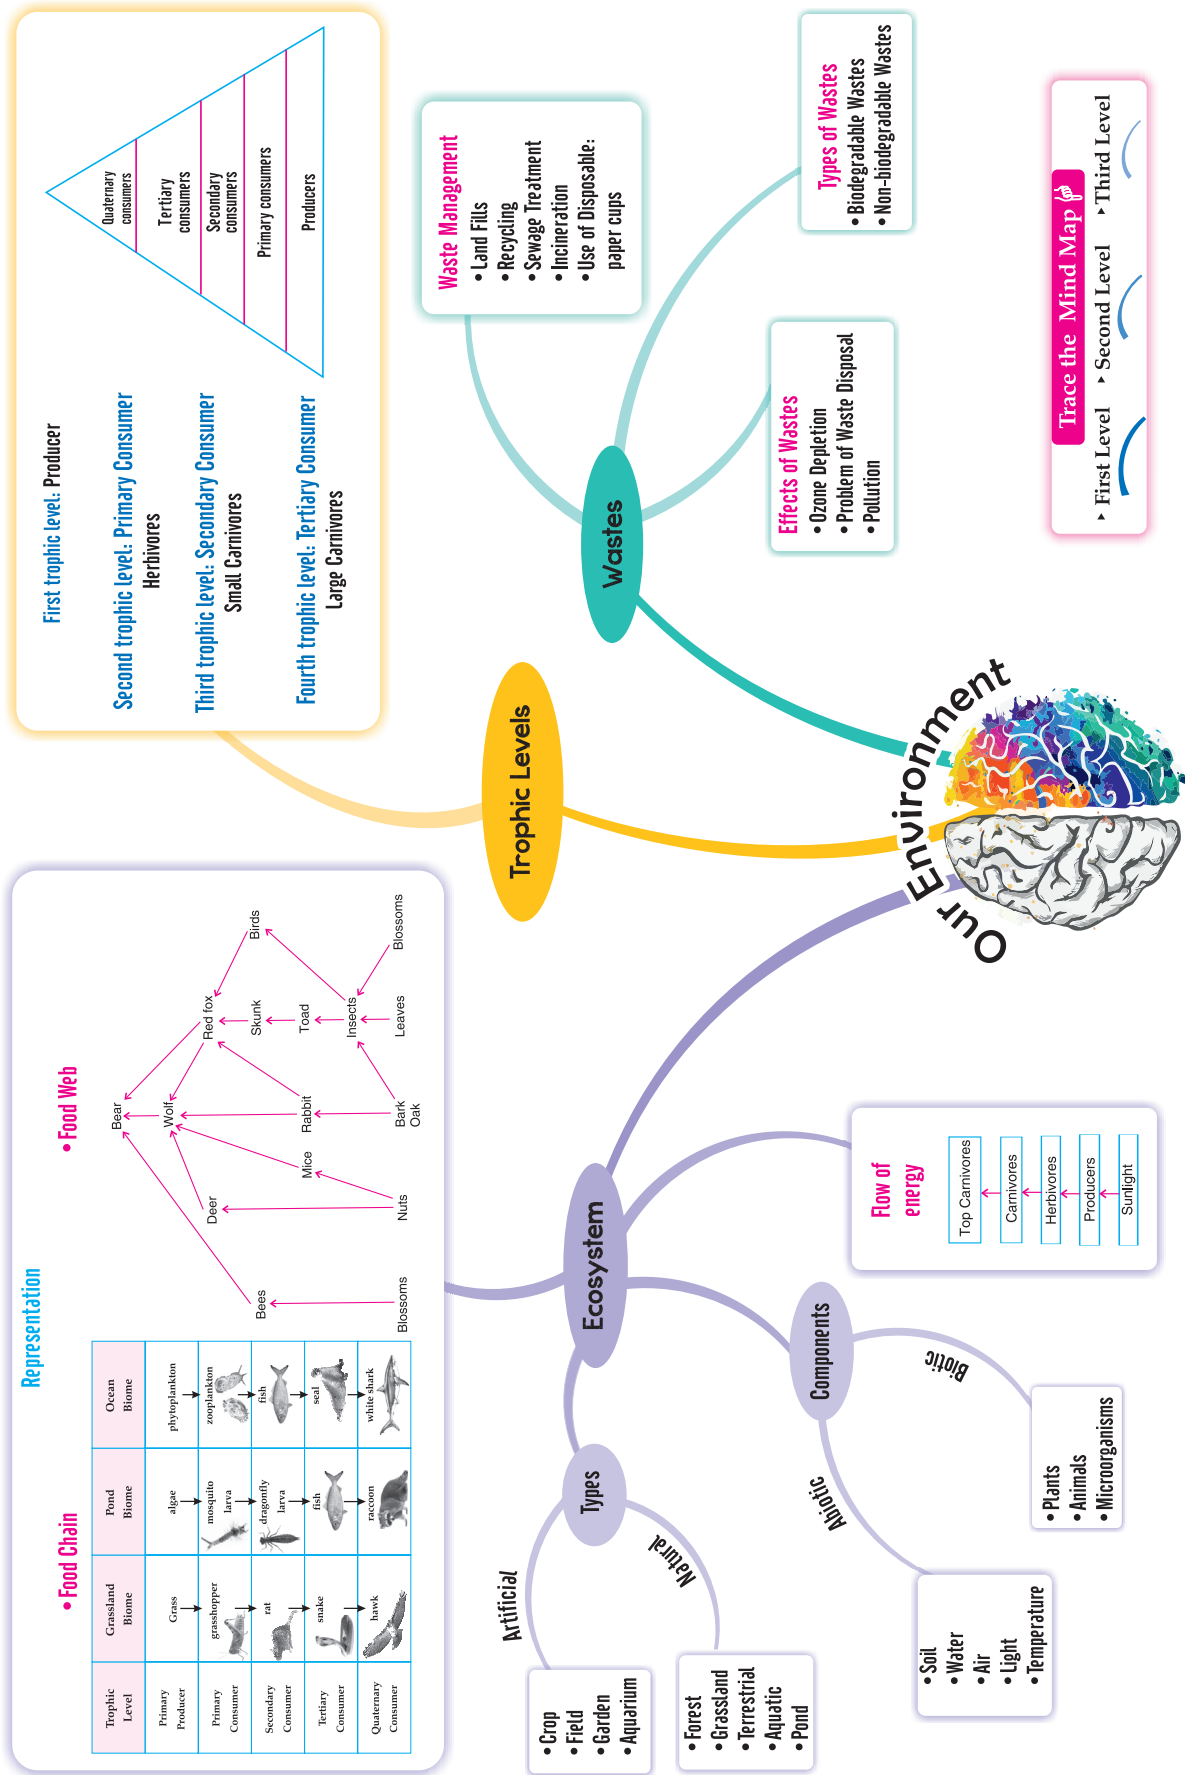 Our Environment
Ecosystem
Representation
• Food Chain
Trophic
Level
Grassland
Biome
Pond
Biome
Ocean
Biome
Primary
Producer
Grass
algae
phytoplankton
Primary
Consumer
grasshopper
mosquito
larva
zooplankton
Secondary
Consumer
rat
dragonfly
larva
fish
Tertiary
Consumer
snake
fish
seal
Quaternary
Consumer
hawk
raccoon
white shark
• Food Web
Bear
Wolf
Red fox
Birds
Deer
Skunk
Bees
Mice
Rabbit
Toad
Insects
Blossoms
Nuts
Bark
Oak
Leaves
Blossoms
Types
Artificial
• Crop
• Field
• Garden
• Aquarium
Natural
• Forest
• Grassland
• Terrestrial
• Aquatic
• Pond
Components
Abiotic
• Soil
• Water
• Air
• Light
• Temperature
Biotic
• Plants
• Animals
• Microorganisms
Flow of
energy
Top Carnivores
Carnivores
Herbivores
Producers
Sunlight
Trophic Levels
First trophic level: Producer
Second trophic level: Primary Consumer
Herbivores
Third trophic level: Secondary Consumer
Small Carnivores
Fourth trophic level: Tertiary Consumer
Large Carnivores
Quaternary
consumers
Tertiary
consumers
Secondary
consumers
Primary consumers
Producers
Wastes
Waste Management
• Land Fills
• Recycling
• Sewage Treatment
• Incineration
• Use of Disposable:
paper cups
Types of Wastes
• Biodegradable Wastes
• Non-biodegradable Wastes
Effects of Wastes
• Ozone Depletion
• Problem of Waste Disposal
• Pollution
Trace the Mind Map
▸ First Level ▸ Second Level ▸ Third Level